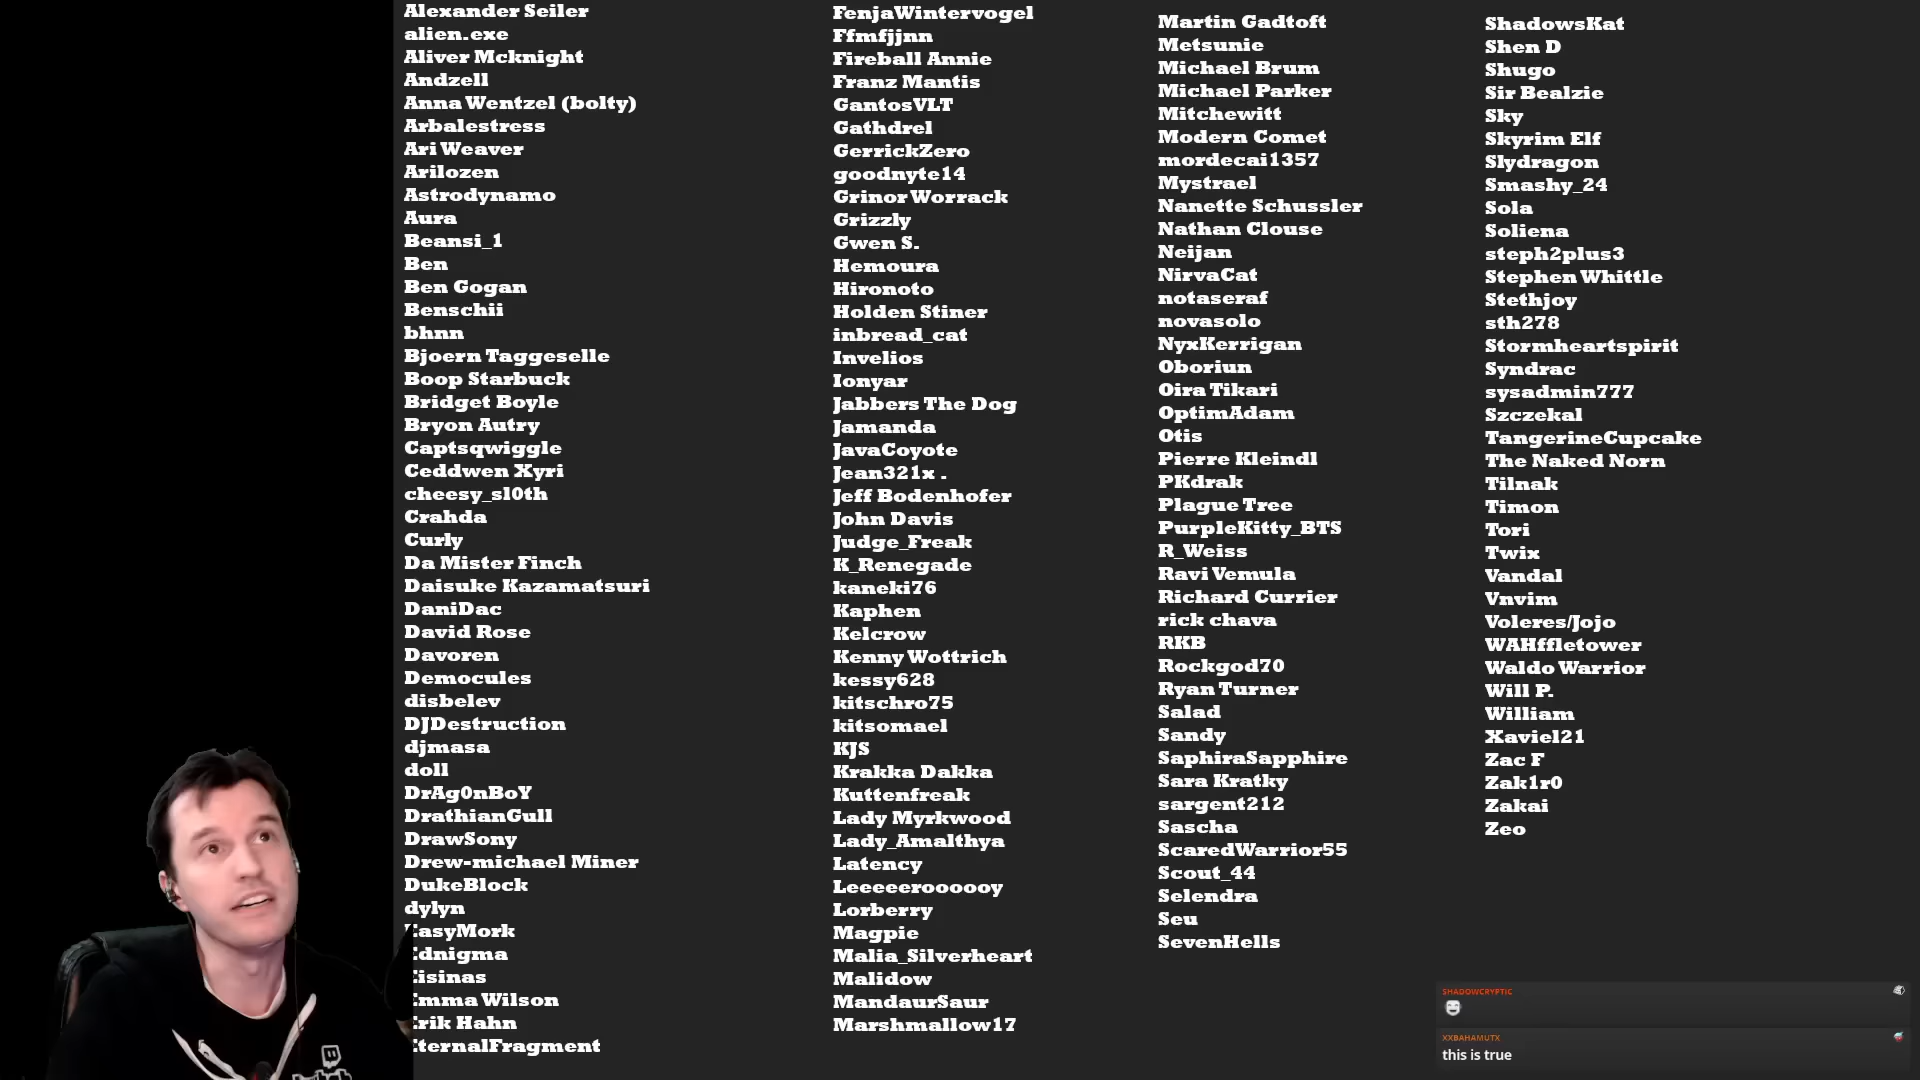 Alexander Seiler
alien.exe
Aliver Mcknight
Andzell
Anna Wentzel (bolty)
Arbalestress
Ari Weaver
Arilozen
Astrodynamo
Aura
Beansi_1
Ben
Ben Gogan
Benschii
bhnn
Bjoern Taggeselle
Boop Starbuck
Bridget Boyle
Bryon Autry
Captsqwiggle
Ceddwen Xyri
cheesy_sl0th
Crahda
Curly
Da Mister Finch
Daisuke Kazamatsuri
DaniDac
David Rose
Davoren
Democules
disbelev
DJDestruction
djmasa
doll
DrAg0nBoY
DrathianGull
DrawSony
Drew-michael Miner
DukeBlock
dylyn
EasyMork
Ednigma
Eisinas
Emma Wilson
Erik Hahn
EternalFragment
FenjaWintervogel
Ffmfjjnn
Fireball Annie
Franz Mantis
GantosVLT
Gathdrel
GerrickZero
goodnyte14
Grinor Worrack
Grizzly
Gwen S.
Hemoura
Hironoto
Holden Stiner
inbread_cat
Invelios
Ionyar
Jabbers The Dog
Jamanda
JavaCoyote
Jean321x .
Jeff Bodenhofer
John Davis
Judge_Freak
K_Renegade
kaneki76
Kaphen
Kelcrow
Kenny Wottrich
kessy628
kitschro75
kitsomael
KJS
Krakka Dakka
Kuttenfreak
Lady Myrkwood
Lady_Amalthya
Latency
Leeeeeroooooy
Lorberry
Magpie
Malia_Silverheart
Malidow
MandaurSaur
Marshmallow17
Martin Gadtoft
Metsunie
Michael Brum
Michael Parker
Mitchewitt
Modern Comet
mordecai1357
Mystrael
Nanette Schussler
Nathan Clouse
Neijan
NirvaCat
notaseraf
novasolo
NyxKerrigan
Oboriun
Oira Tikari
OptimAdam
Otis
Pierre Kleindl
PKdrak
Plague Tree
PurpleKitty_BTS
R_Weiss
Ravi Vemula
Richard Currier
rick chava
RKB
Rockgod70
Ryan Turner
Salad
Sandy
SaphiraSapphire
Sara Kratky
sargent212
Sascha
ScaredWarrior55
Scout_44
Selendra
Seu
SevenHells
ShadowsKat
Shen D
Shugo
Sir Bealzie
Sky
Skyrim Elf
Slydragon
Smashy_24
Sola
Soliena
steph2plus3
Stephen Whittle
Stethjoy
sth278
Stormheartspirit
Syndrac
sysadmin777
Szczekal
TangerineCupcake
The Naked Norn
Tilnak
Timon
Tori
Twix
Vandal
Vnvim
Voleres/Jojo
WAHffletower
Waldo Warrior
Will P.
William
Xaviel21
Zac F
Zak1r0
Zakai
Zeo
SHADOWCRYPTIC
XXBAHAMUTX
this is true